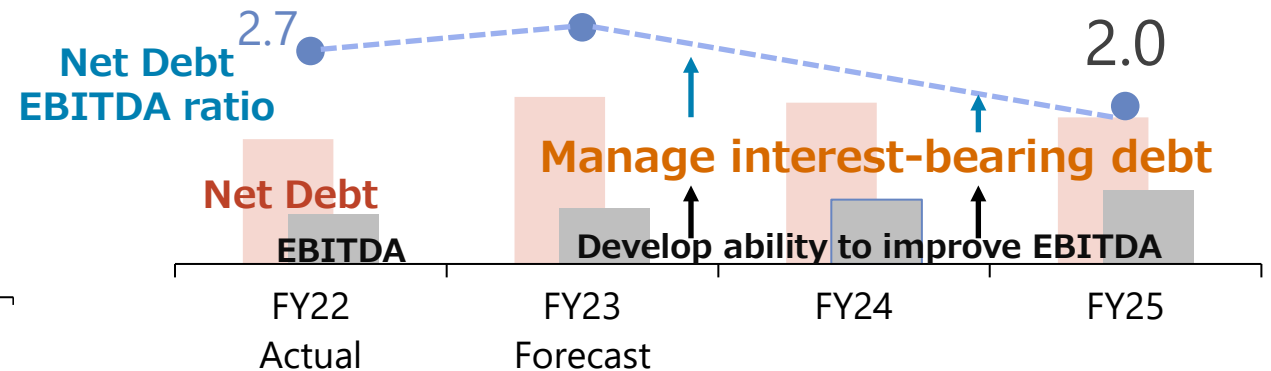 2.7
2.0
Net Debt
EBITDA ratio
Manage interest-bearing debt
Net Debt
EBITDA
Develop ability to improve EBITDA
FY22
FY23
FY24
FY25
Actual
Forecast